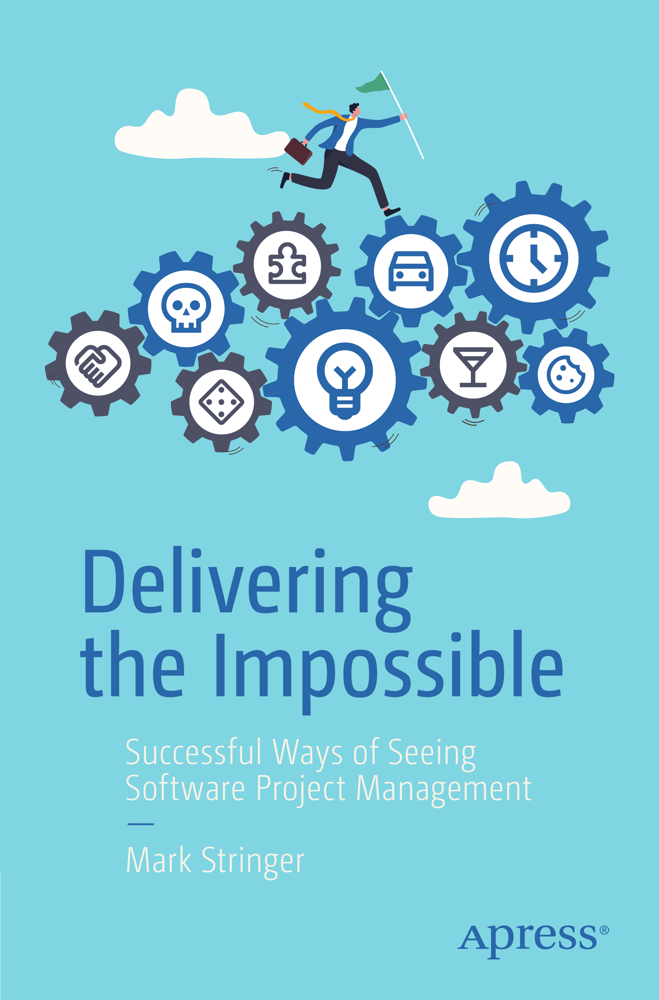 Delivering
the Impossible
Successful Ways of Seeing
Software Project Management
Mark Stringer
Apress®